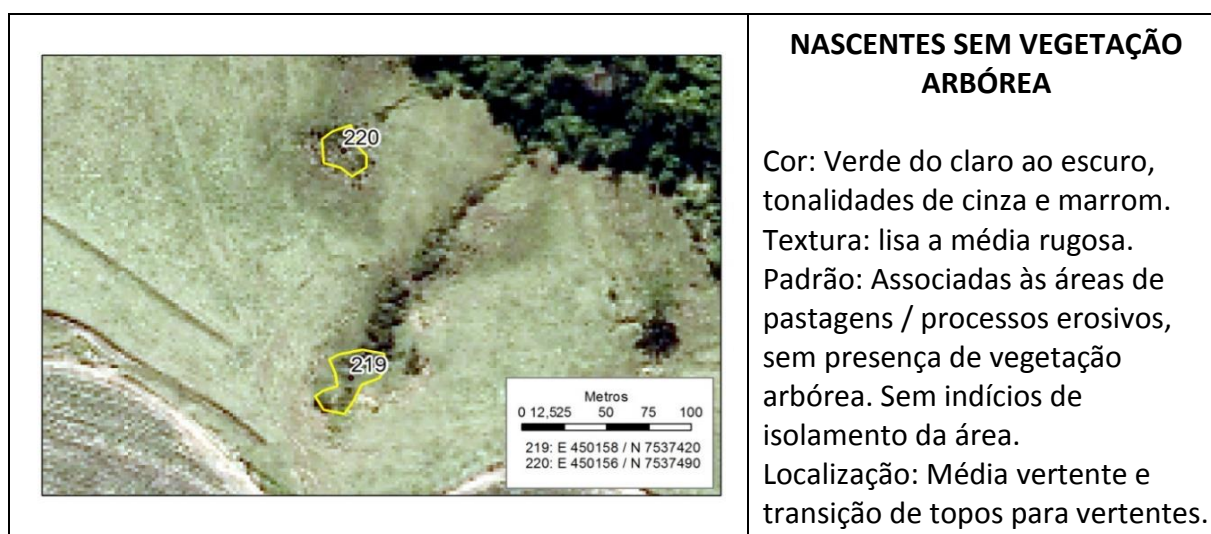 220
219
Metros
0 12,525 50 75 100
219: E 450158 / N 7537420
220: E 450156 / N 7537490
NASCENTES SEM VEGETAÇÃO
ARBÓREA
Cor: Verde do claro ao escuro,
tonalidades de cinza e marrom.
Textura: lisa a média rugosa.
Padrão: Associadas às áreas de
pastagens / processos erosivos,
sem presença de vegetação
arbórea. Sem indícios de
isolamento da área.
Localização: Média vertente e
transição de topos para vertentes.